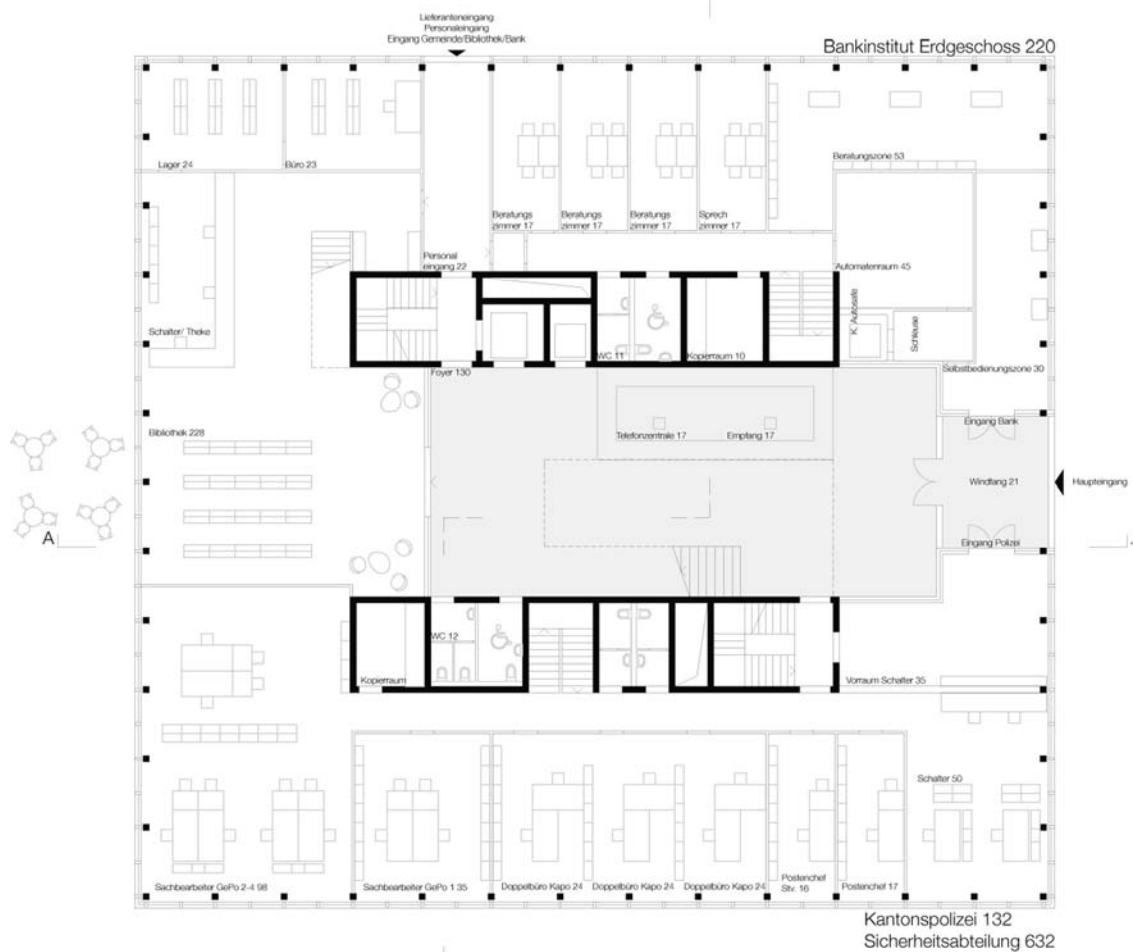 Lieferanteneingang
Personaleingang
Eingang Gemeinde/Bibliothek/Bank
Bankinstitut Erdgeschoss 220
Lager 24
Büro 23
Beratungszone 53
Beratungs
zimmer 17
Beratungs
zimmer 17
Beratungs
zimmer 17
Sprech
zimmer 17
Personal
eingang 22
Automatenraum 45
K. Autosafe
Schleuse
Schalter/ Theke
WC 11
Kopierraum 10
Foyer 130
Selbstbedienungszone 30
Eingang Bank
Bibliothek 228
Telefonzentrale 17
Empfang 17
Windfang 21
Haupteingang
A
Eingang Polizei
WC 12
Kopierraum
Vorraum Schalter 35
Schalter 50
Sachbearbeiter GePo 2-4 98
Sachbearbeiter GePo 1 35
Doppelbüro Kapo 24
Doppelbüro Kapo 24
Doppelbüro Kapo 24
Postenchef
Stv. 16
Postenchef 17
Kantonspolizei 132
Sicherheitsabteilung 632